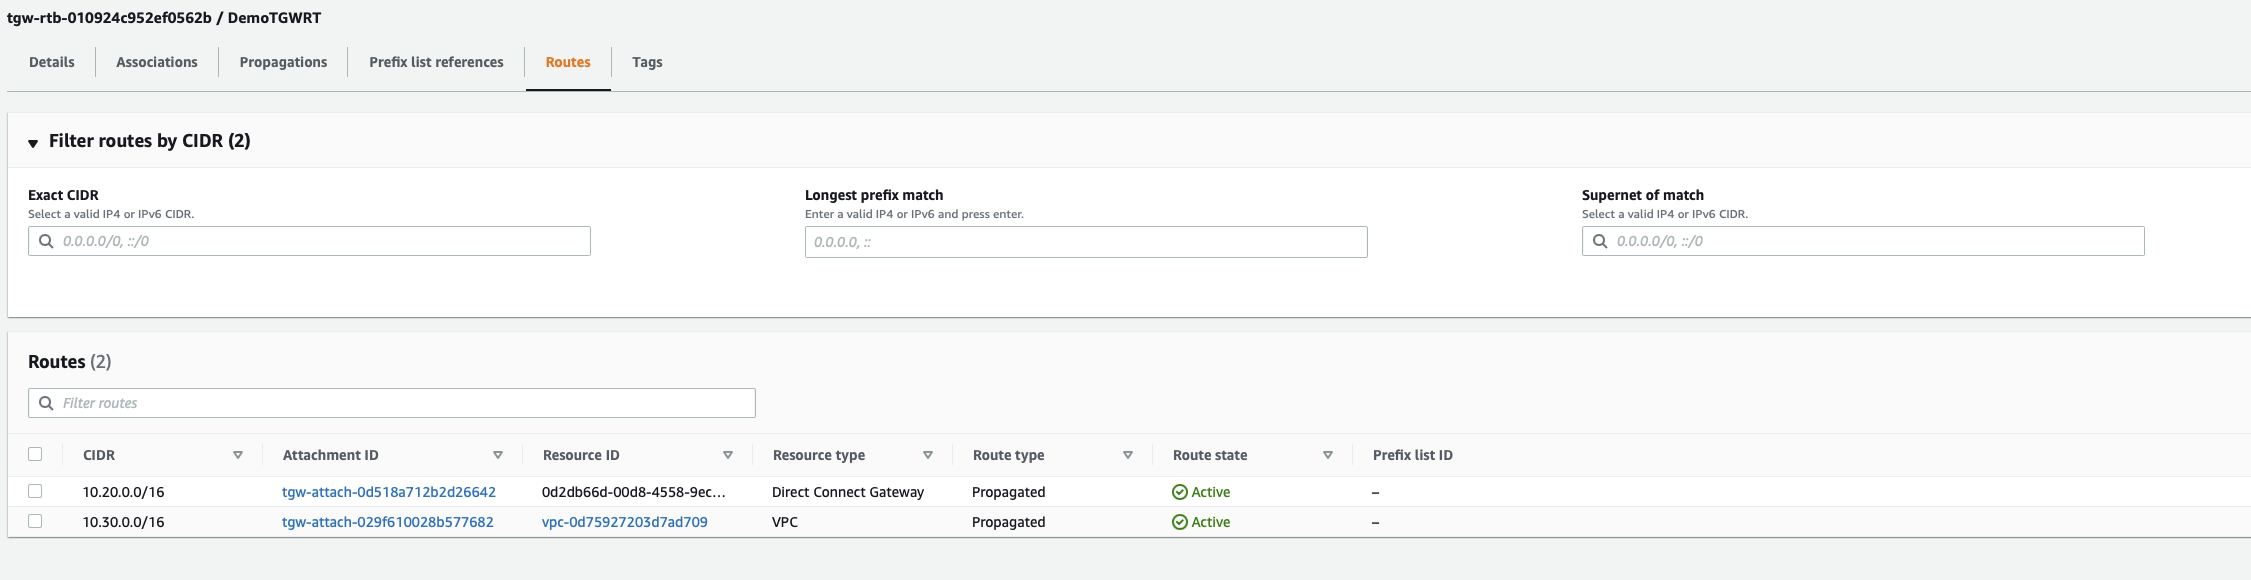 tgw-rtb-010924c952ef0562b / DemoTGWRT
Details Associations Propagations Prefix list references Routes Tags
Filter routes by CIDR (2)
Exact CIDR Longest prefix match Supernet of match
Select a valid IP4 or IPv6 CIDR. Enter a valid IP4 or IPv6 and press enter. Select a valid IP4 or IPv6 CIDR.
0.0.0.0/0, ::/0 0.0.0.0, :: 0.0.0.0/0, ::/0
Routes (2)
Filter routes
CIDR Attachment ID Resource ID Resource type Route type Route state Prefix list ID
10.20.0.0/16 tgw-attach-0d518a712b2d26642 0d2db66d-00d8-4558-9ec... Direct Connect Gateway Propagated Active –
10.30.0.0/16 tgw-attach-029f610028b577682 vpc-0d75927203d7ad709 VPC Propagated Active –